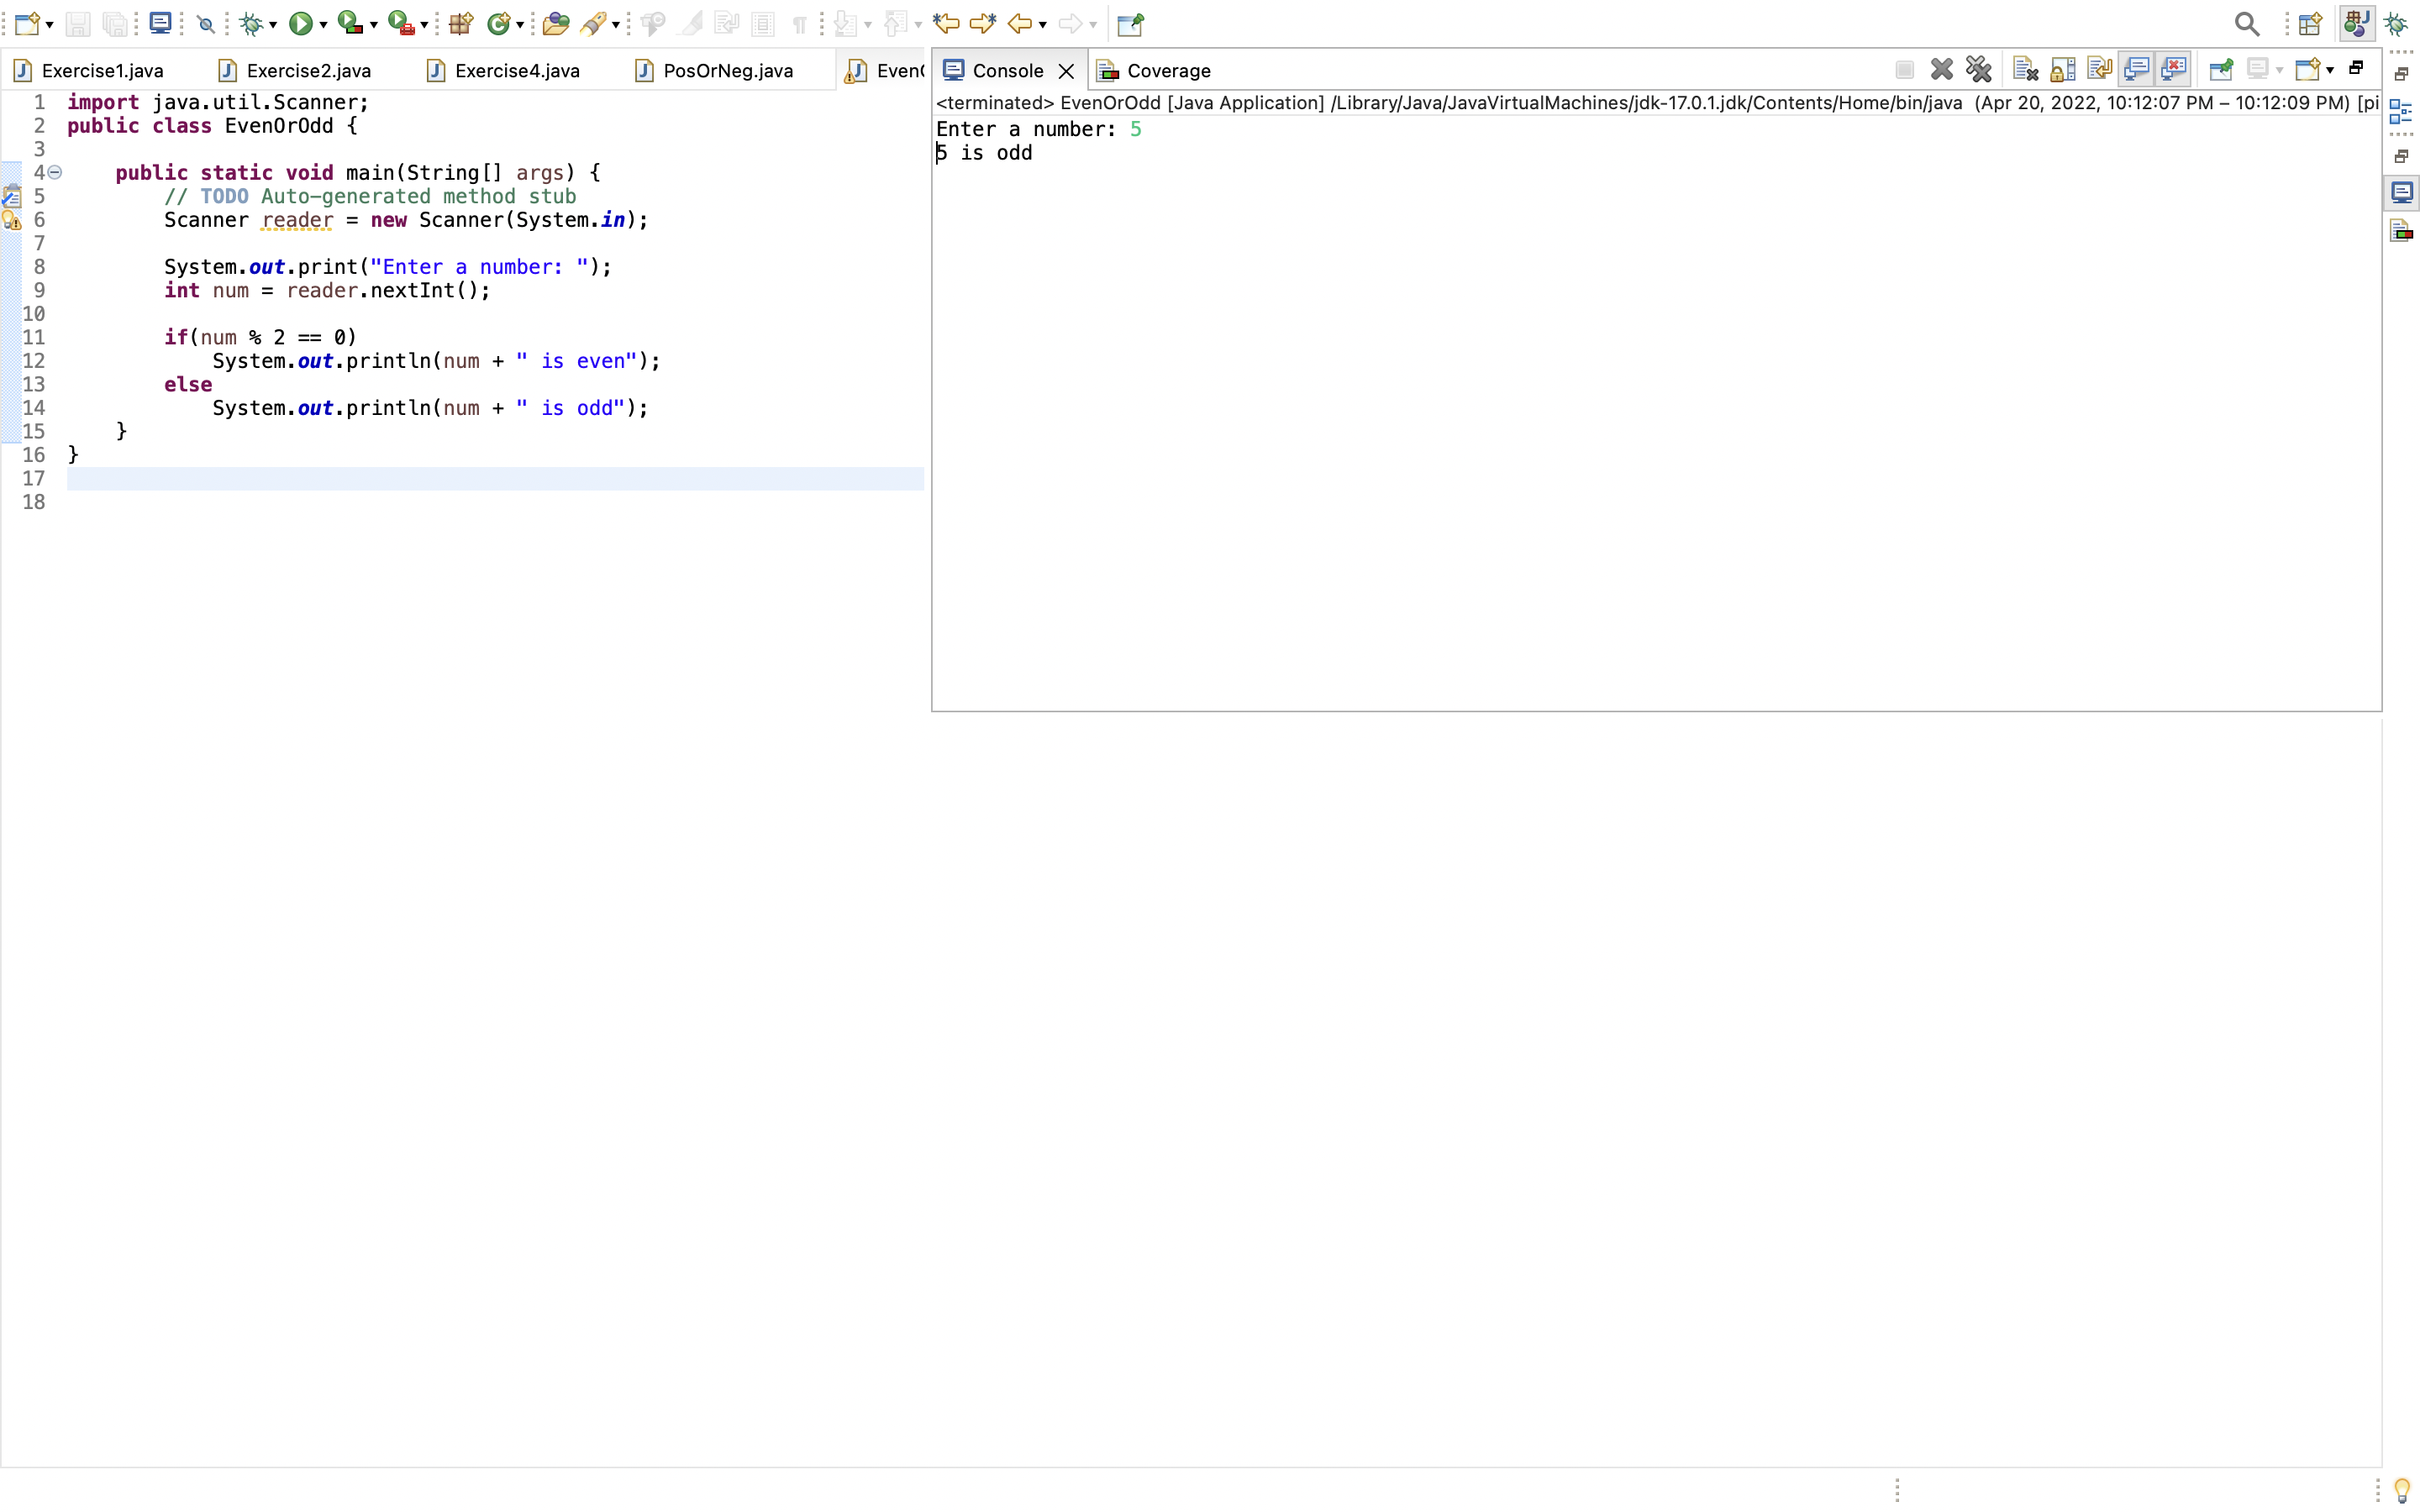 Exercise1.java Exercise2.java Exercise4.java PosOrNeg.java Even
1 import java.util.Scanner;
2 public class EvenOrOdd {
3
4 public static void main(String[] args) {
5 // TODO Auto-generated method stub
6 Scanner reader = new Scanner(System.in);
7
8 System.out.print("Enter a number: ");
9 int num = reader.nextInt();
10
11 if(num % 2 == 0)
12 System.out.println(num + " is even");
13 else
14 System.out.println(num + " is odd");
15 }
16 }
17
18
Console Coverage
<terminated> EvenOrOdd [Java Application] /Library/Java/JavaVirtualMachines/jdk-17.0.1.jdk/Contents/Home/bin/java (Apr 20, 2022, 10:12:07 PM – 10:12:09 PM) [pi
Enter a number: 5
5 is odd